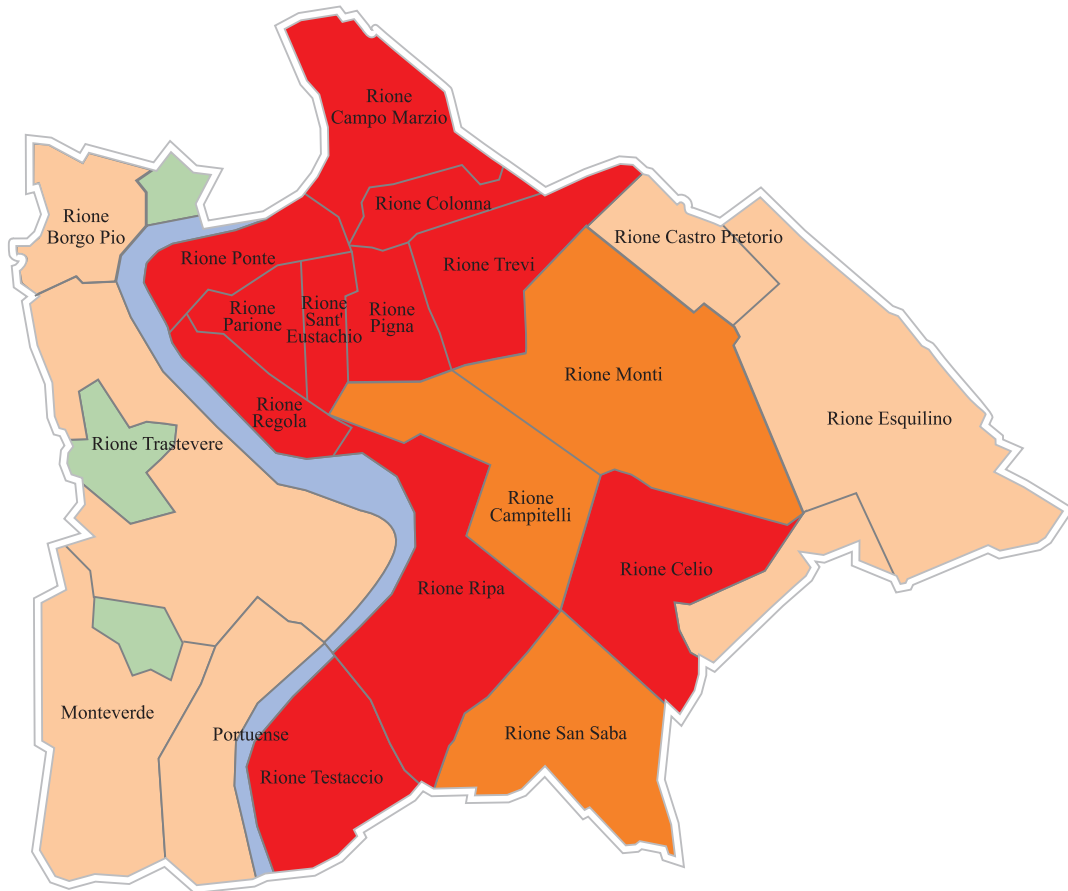 Rione
Campo Marzio
Rione Colonna
Rione
Borgo Pio
Rione Castro Pretorio
Rione Ponte
Rione Trevi
Rione
Parione
Rione
Sant'
Eustachio
Rione
Pigna
Rione Monti
Rione
Regola
Rione Esquilino
Rione Trastevere
Rione
Campitelli
Rione Celio
Rione Ripa
Monteverde
Portuense
Rione San Saba
Rione Testaccio